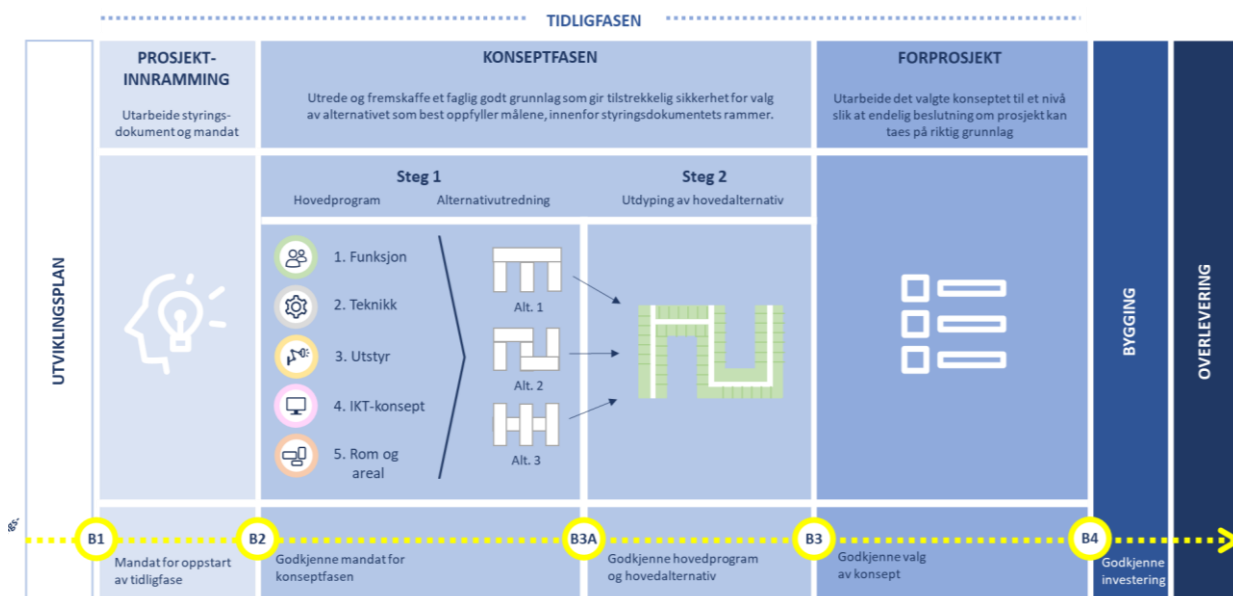 TIDLIGFASEN
UTVIKLINGSPLAN
PROSJEKT-
INNRAMMING
Utarbeide styrings-
dokument og mandat
KONSEPTFASEN
Utrede og fremskaffe et faglig godt grunnlag som gir tilstrekkelig sikkerhet for valg
av alternativet som best oppfyller målene, innenfor styringsdokumentets rammer.
FORPROSJEKT
Utarbeide det valgte konseptet til et nivå
slik at endelig beslutning om prosjekt kan
taes på riktig grunnlag
Steg 1
Hovedprogram
Alternativutredning
Steg 2
Utdyping av hovedalternativ
1. Funksjon
2. Teknikk
3. Utstyr
4. IKT-konsept
5. Rom og
areal
Alt. 1
Alt. 2
Alt. 3
BYGGING
OVERLEVERING
B1
B2
B3A
B3
B4
Mandat for oppstart
av tidligfase
Godkjenne mandat for
konseptfasen
Godkjenne hovedprogram
og hovedalternativ
Godkjenne valg
av konsept
Godkjenne
investering